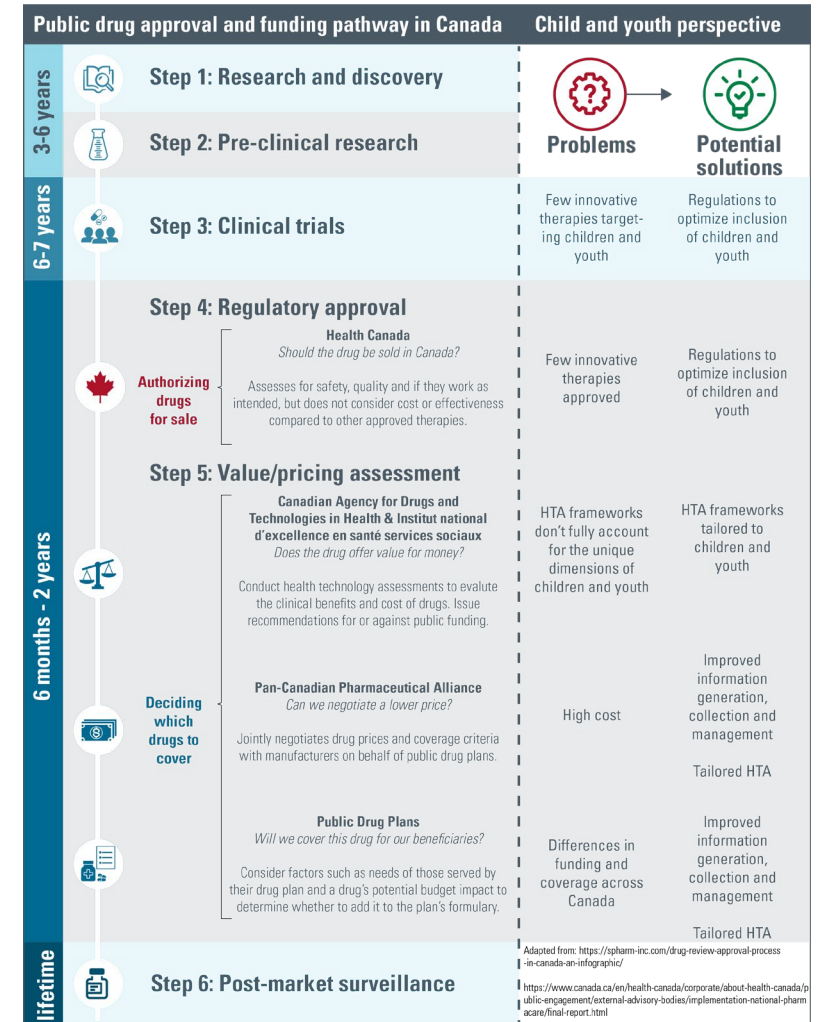 Public drug approval and funding pathway in Canada
Child and youth perspective
3-6 years
Step 1: Research and discovery
Step 2: Pre-clinical research
Problems
Potential
solutions
6-7 years
Step 3: Clinical trials
Few innovative
therapies target-
ing children and
youth
Regulations to
optimize inclusion
of children and
youth
6 months - 2 years
Step 4: Regulatory approval
Authorizing
drugs
for sale
Health Canada
Should the drug be sold in Canada?
Assesses for safety, quality and if they work as
intended, but does not consider cost or effectiveness
compared to other approved therapies.
Few innovative
therapies
approved
Regulations to
optimize inclusion
of children and
youth
Step 5: Value/pricing assessment
Deciding
which
drugs to
cover
Canadian Agency for Drugs and
Technologies in Health & Institut national
d'excellence en santé services sociaux
Does the drug offer value for money?
Conduct health technology assessments to evalute
the clinical benefits and cost of drugs. Issue
recommendations for or against public funding.
HTA frameworks
don't fully account
for the unique
dimensions of
children and youth
HTA frameworks
tailored to
children and
youth
Pan-Canadian Pharmaceutical Alliance
Can we negotiate a lower price?
Jointly negotiates drug prices and coverage criteria
with manufacturers on behalf of public drug plans.
High cost
Improved
information
generation,
collection and
management
Tailored HTA
Public Drug Plans
Will we cover this drug for our beneficiaries?
Consider factors such as needs of those served by
their drug plan and a drug's potential budget impact to
determine whether to add it to the plan's formulary.
Differences in
funding and
coverage across
Canada
Improved
information
generation,
collection and
management
Tailored HTA
lifetime
Step 6: Post-market surveillance
Adapted from: https://spharm-inc.com/drug-review-approval-process
-in-canada-an-infographic/
https://www.canada.ca/en/health-canada/corporate/about-health-canada/p
ublic-engagement/external-advisory-bodies/implementation-national-pharm
acare/final-report.html